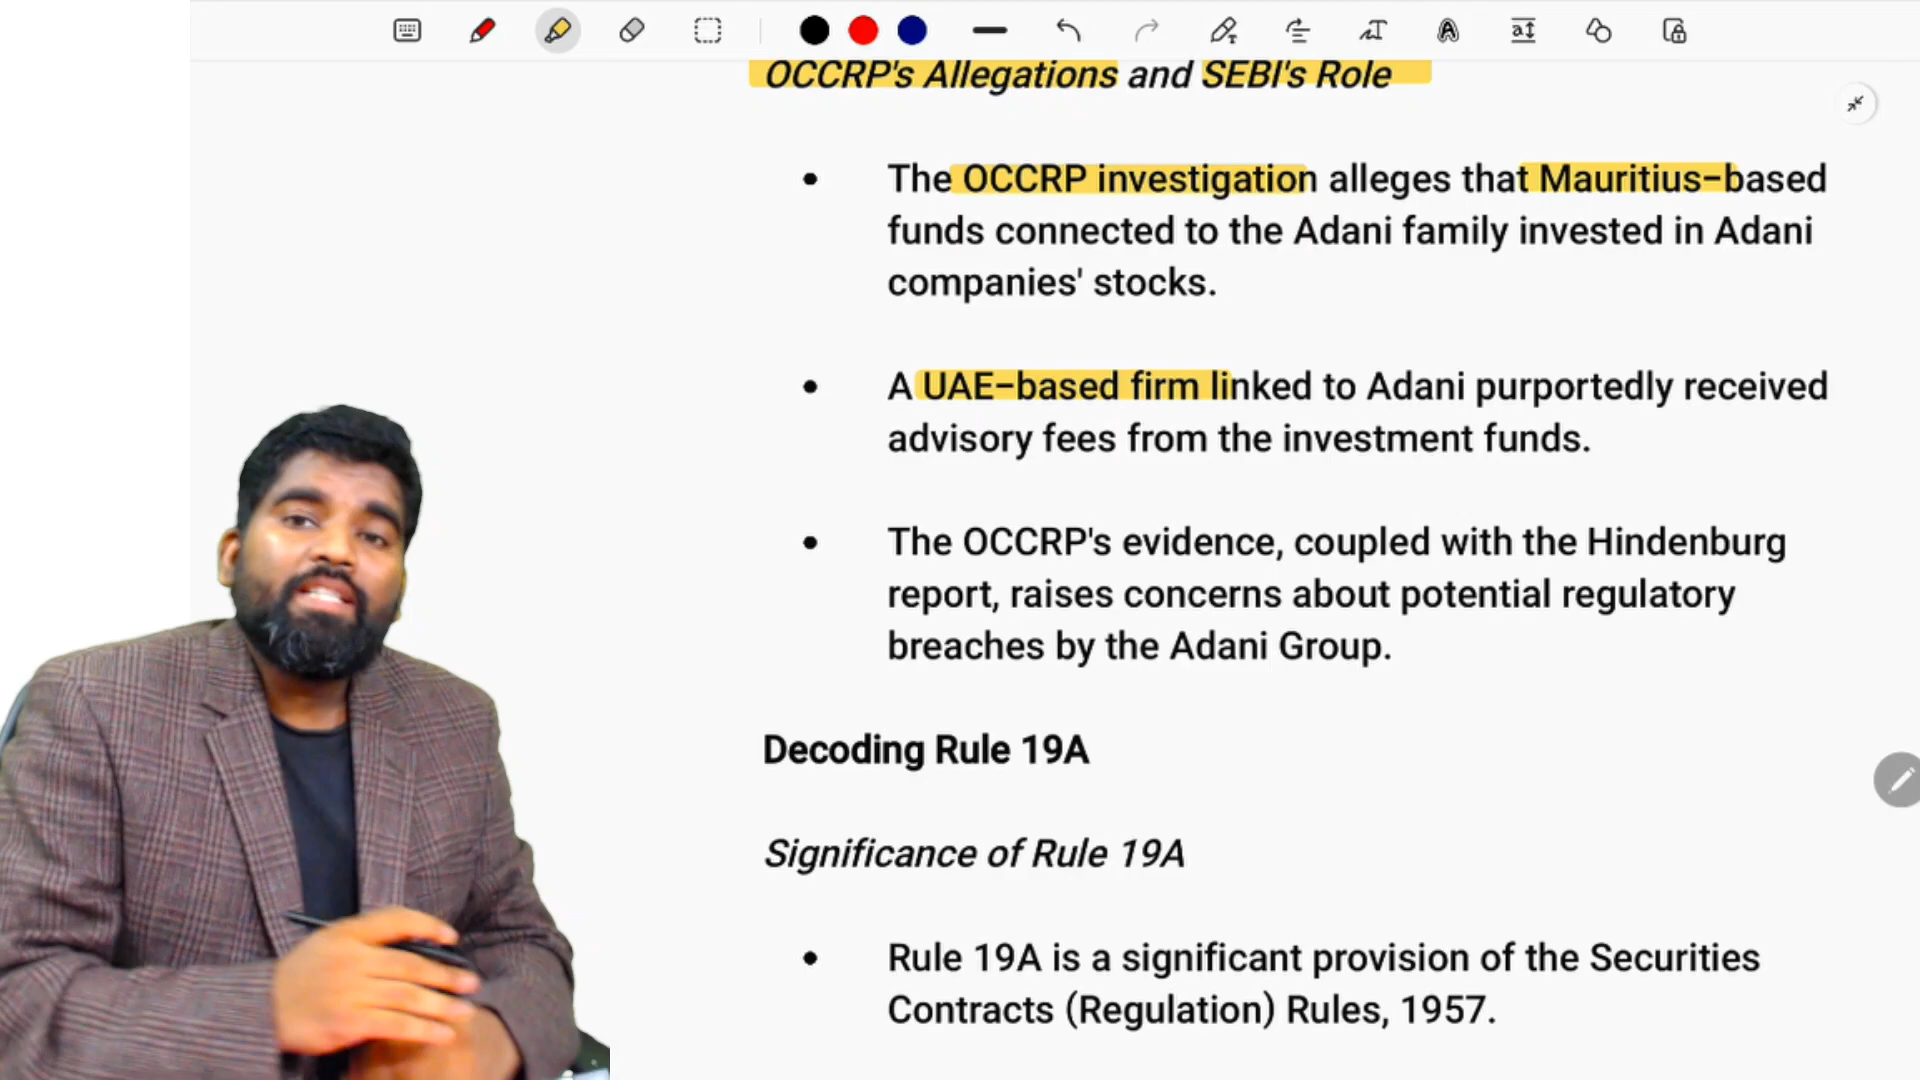 OCCRP's Allegations and SEBI's Role
• The OCCRP investigation alleges that Mauritius-based
funds connected to the Adani family invested in Adani
companies' stocks.
• A UAE-based firm linked to Adani purportedly received
advisory fees from the investment funds.
• The OCCRP's evidence, coupled with the Hindenburg
report, raises concerns about potential regulatory
breaches by the Adani Group.
Decoding Rule 19A
Significance of Rule 19A
• Rule 19A is a significant provision of the Securities
Contracts (Regulation) Rules, 1957.